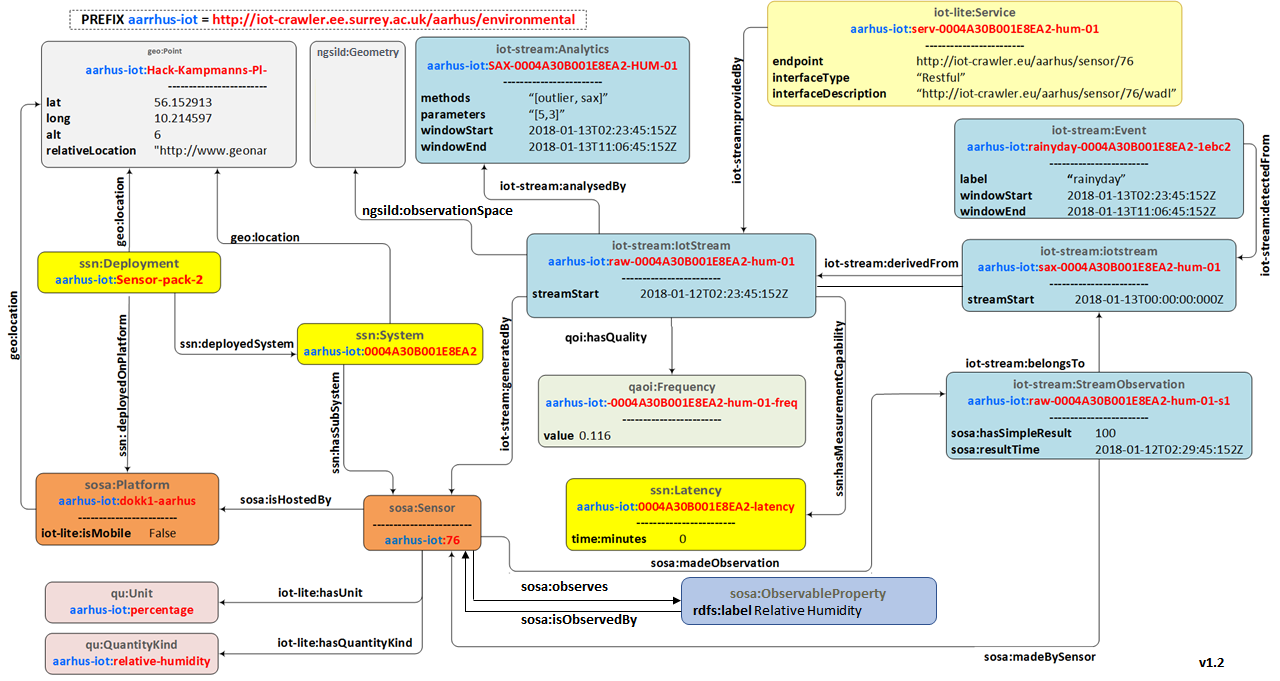 PREFIX aarrhus-iot = http://iot-crawler.ee.surrey.ac.uk/aarhus/environmental
geo:Point
aarhus-iot:Hack-Kampmanns-Pl-
-----------------------
lat 56.152913
long 10.214597
alt 6
relativeLocation "http://www.geonar
ngsild:Geometry
iot-stream:Analytics
aarhus-iot:SAX-0004A30B001E8EA2-HUM-01
-----------------------
methods “[outlier, sax]”
parameters “[5,3]”
windowStart 2018-01-13T02:23:45:152Z
windowEnd 2018-01-13T11:06:45:152Z
iot-lite:Service
aarhus-iot:serv-0004A30B001E8EA2-hum-01
-----------------------
endpoint http://iot-crawler.eu/aarhus/sensor/76
interfaceType “Restful”
interfaceDescription “http://iot-crawler.eu/aarhus/sensor/76/wadl”
iot-stream:providedBy
iot-stream:Event
aarhus-iot:rainyday-0004A30B001E8EA2-1ebc2
-----------------------
label “rainyday”
windowStart 2018-01-13T02:23:45:152Z
windowEnd 2018-01-13T11:06:45:152Z
iot-stream:detectedFrom
iot-stream:analysedBy
ngsild:observationSpace
geo:location
geo:location
geo:location
ssn:Deployment
aarhus-iot:Sensor-pack-2
iot-stream:IotStream
aarhus-iot:raw-0004A30B001E8EA2-hum-01
-----------------------
streamStart 2018-01-12T02:23:45:152Z
iot-stream:derivedFrom
iot-stream:iotstream
aarhus-iot:sax-0004A30B001E8EA2-hum-01
-----------------------
streamStart 2018-01-13T00:00:00:000Z
ssn:deployedSystem
ssn:System
aarhus-iot:0004A30B001E8EA2
ssn: deployedOnPlatform
ssn:hasSubSystem
iot-stream:generatedBy
qoi:hasQuality
ssn:hasMeasurementCapability
iot-stream:belongsTo
qaoi:Frequency
aarhus-iot:-0004A30B001E8EA2-hum-01-freq
-----------------------
value 0.116
iot-stream:StreamObservation
aarhus-iot:raw-0004A30B001E8EA2-hum-01-s1
-----------------------
sosa:hasSimpleResult 100
sosa:resultTime 2018-01-12T02:29:45:152Z
sosa:Platform
aarhus-iot:dokk1-aarhus
-----------------------
iot-lite:isMobile False
sosa:isHostedBy
sosa:Sensor
-----------------------
aarhus-iot:76
ssn:Latency
aarhus-iot:0004A30B001E8EA2-latency
-----------------------
time:minutes 0
sosa:madeObservation
qu:Unit
aarhus-iot:percentage
iot-lite:hasUnit
sosa:observes
sosa:isObservedBy
sosa:ObservableProperty
rdfs:label Relative Humidity
qu:QuantityKind
aarhus-iot:relative-humidity
iot-lite:hasQuantityKind
sosa:madeBySensor
v1.2